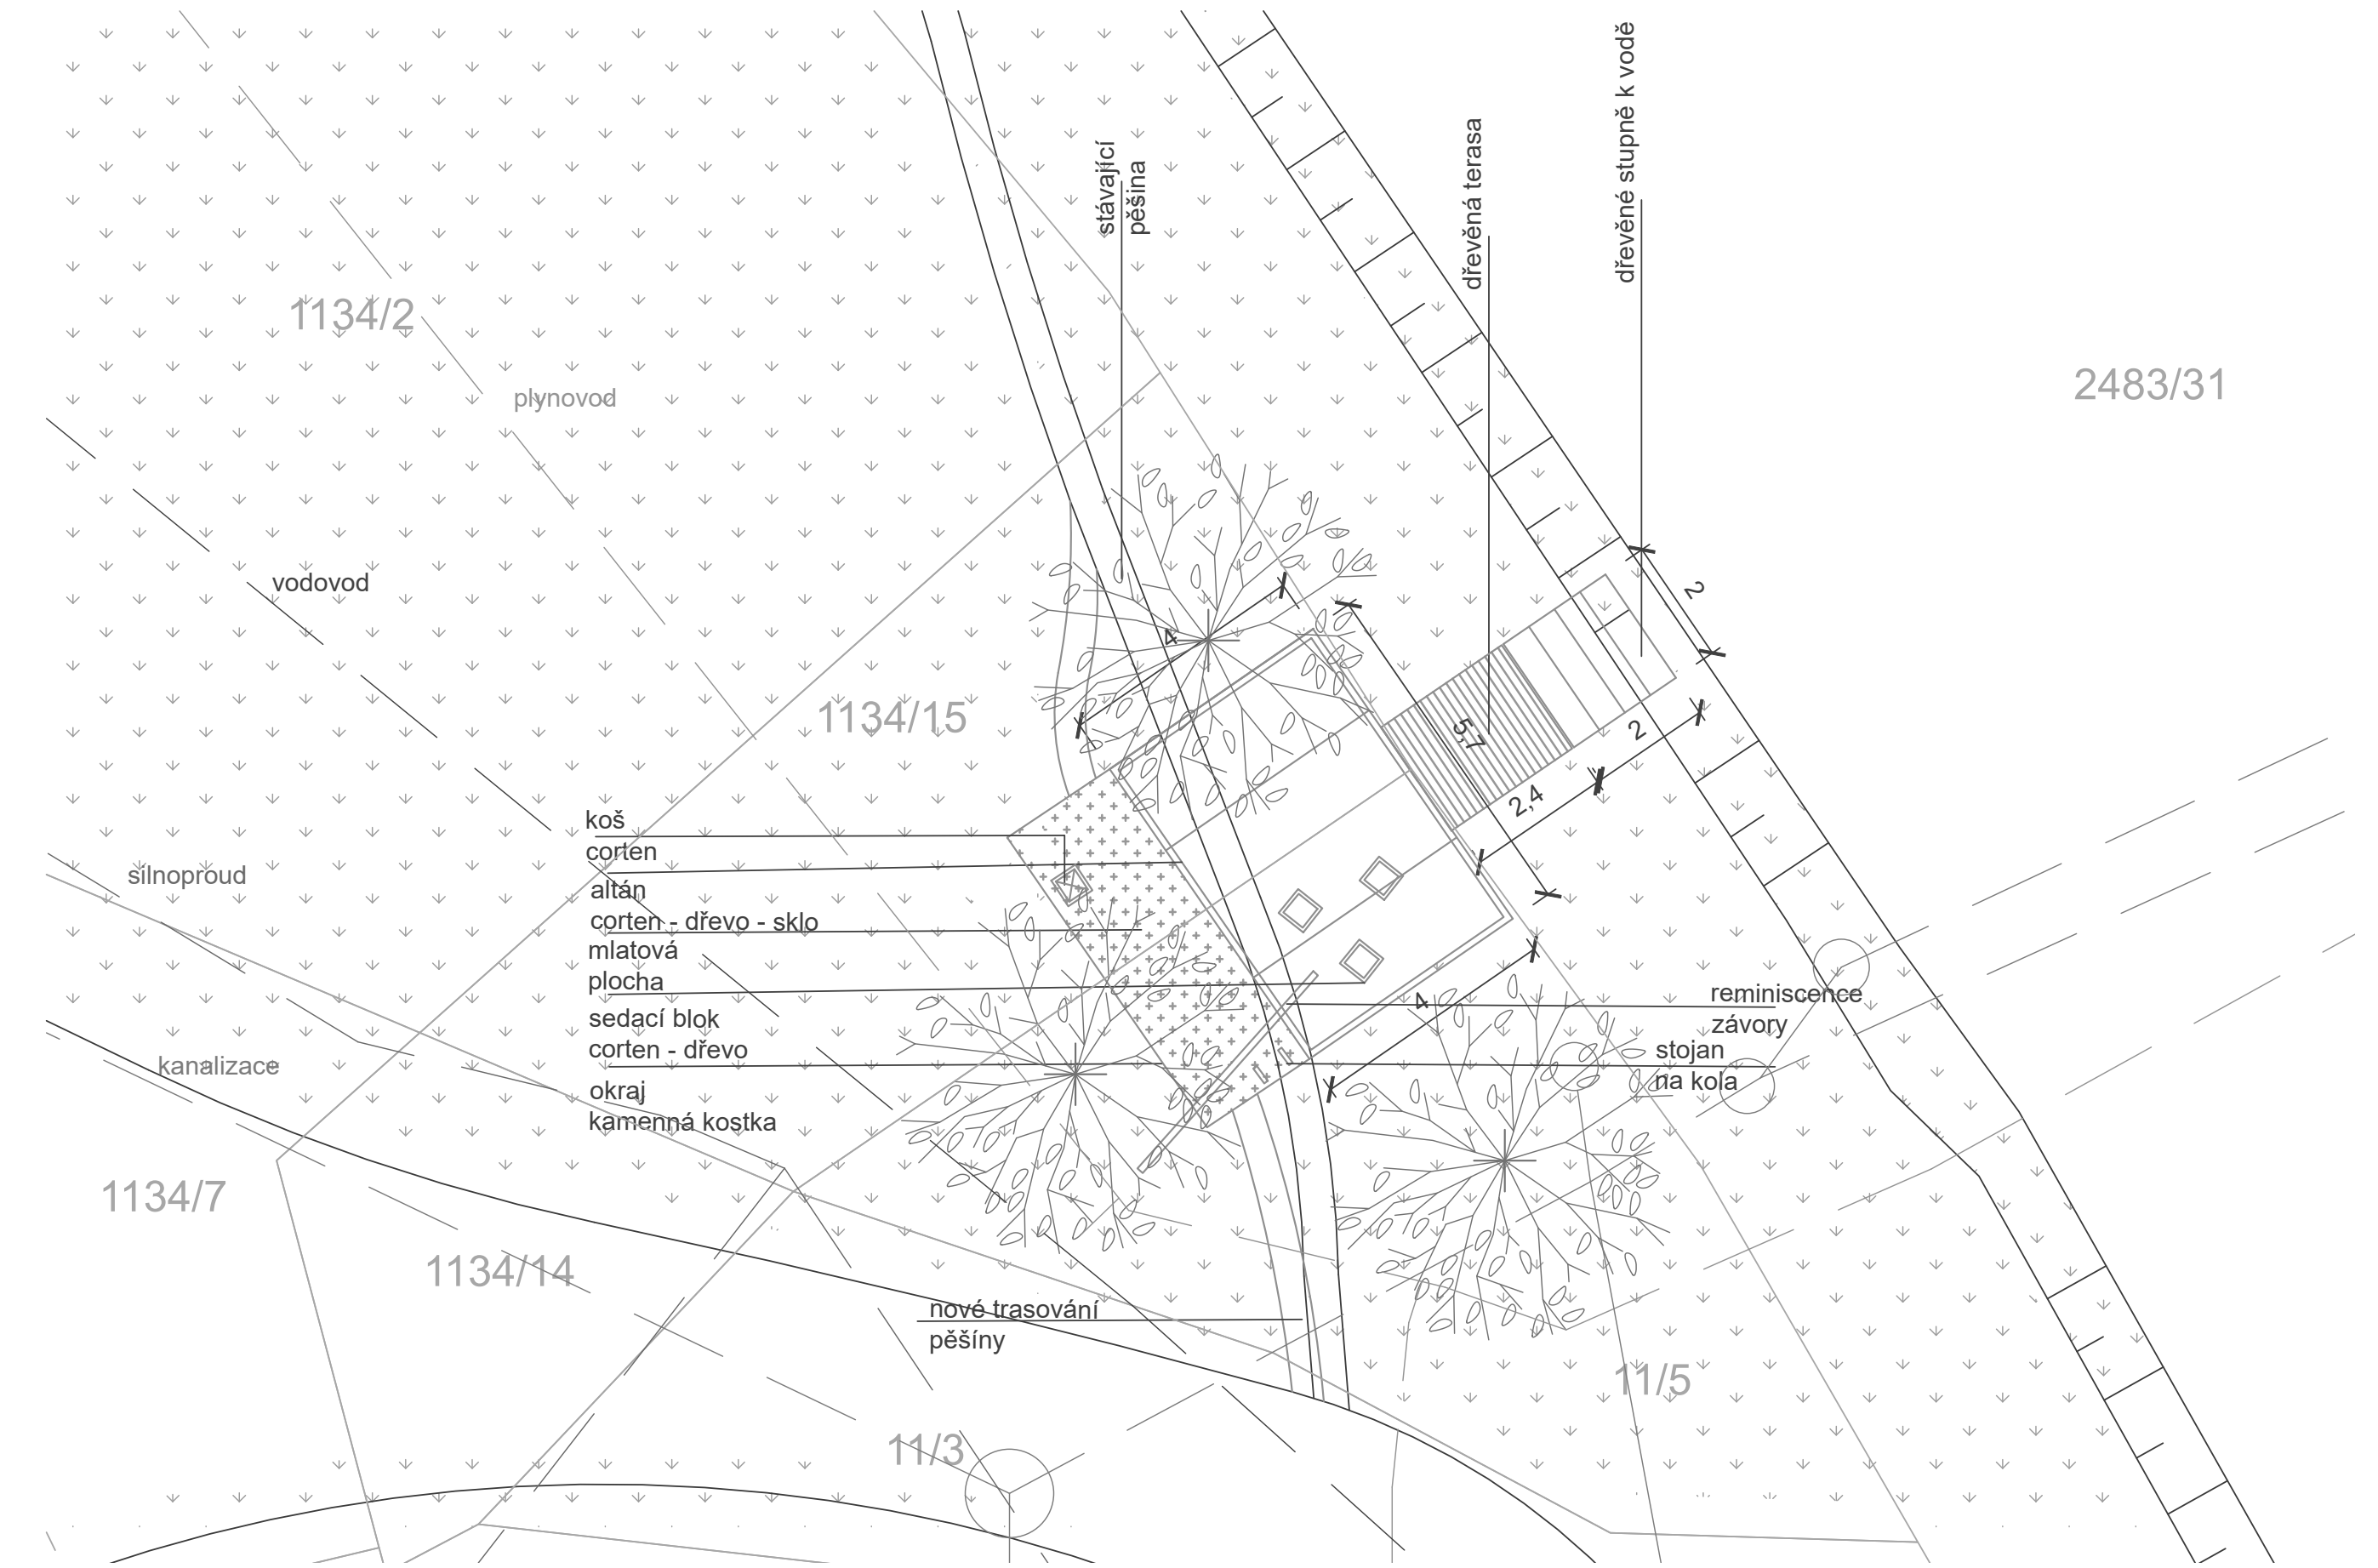 stávající
pěšina
dřevěná terasa
dřevěné stupně k vodě
1134/2
2483/31
plynovod
vodovod
2
4
1134/15
5,7
2
2,4
koš
corten
silnoproud
altán
corten - dřevo - sklo
mlatová
plocha
4
reminiscence
závory
sedací blok
corten - dřevo
stojan
na kola
kanalizace
okraj
kamenná kostka
1134/7
1134/14
nové trasování
pěšíny
11/5
11/3